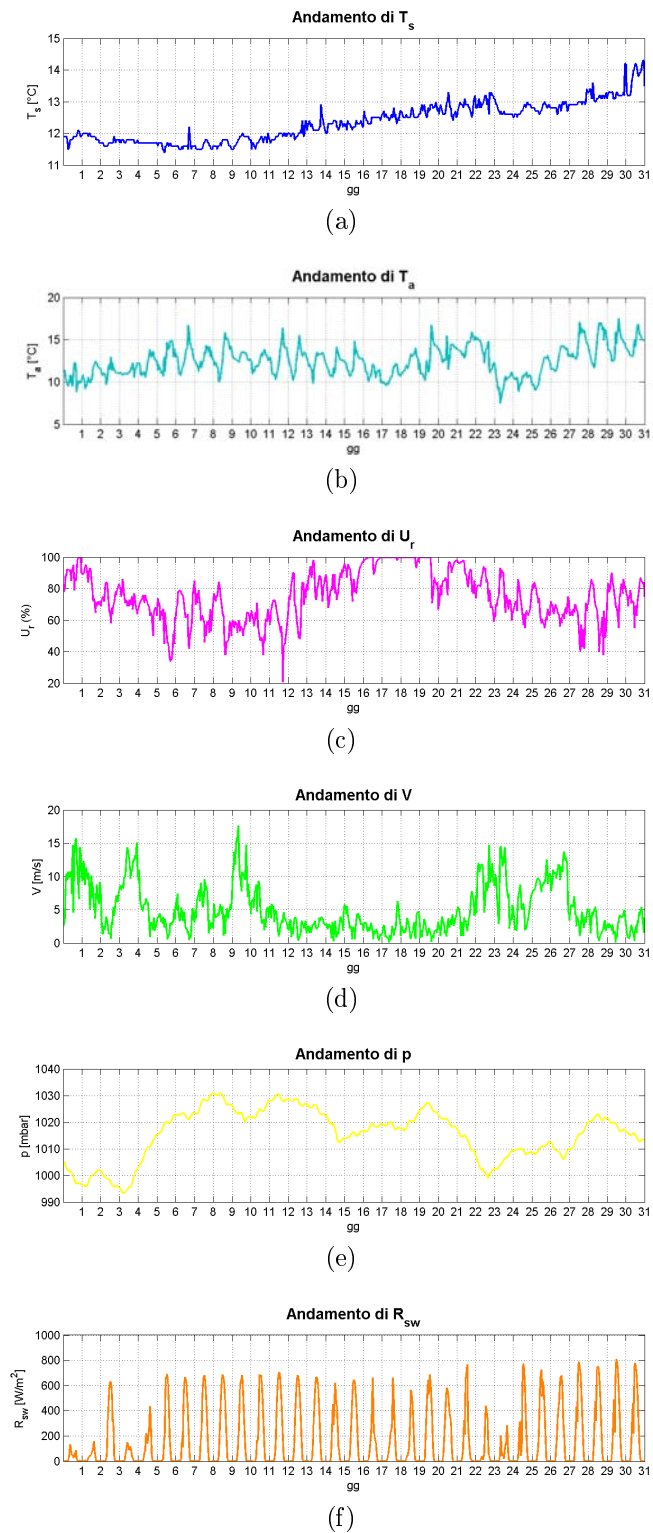 Andamento di Ts
15
14
13
12
11
Ts [°C]
1 2 3 4 5 6 7 8 9 10 11 12 13 14 15 16 17 18 19 20 21 22 23 24 25 26 27 28 29 30 31
gg
(a)
Andamento di Ta
20
15
10
5
Ta [°C]
1 2 3 4 5 6 7 8 9 10 11 12 13 14 15 16 17 18 19 20 21 22 23 24 25 26 27 28 29 30 31
gg
(b)
Andamento di Ur
100
80
60
40
20
Ur (%)
1 2 3 4 5 6 7 8 9 10 11 12 13 14 15 16 17 18 19 20 21 22 23 24 25 26 27 28 29 30 31
gg
(c)
Andamento di V
20
15
10
5
0
V [m/s]
1 2 3 4 5 6 7 8 9 10 11 12 13 14 15 16 17 18 19 20 21 22 23 24 25 26 27 28 29 30 31
gg
(d)
Andamento di p
1040
1030
1020
1010
1000
990
p [mbar]
1 2 3 4 5 6 7 8 9 10 11 12 13 14 15 16 17 18 19 20 21 22 23 24 25 26 27 28 29 30 31
gg
(e)
Andamento di Rsw
1000
800
600
400
200
0
Rsw [W/m²]
1 2 3 4 5 6 7 8 9 10 11 12 13 14 15 16 17 18 19 20 21 22 23 24 25 26 27 28 29 30 31
(f)